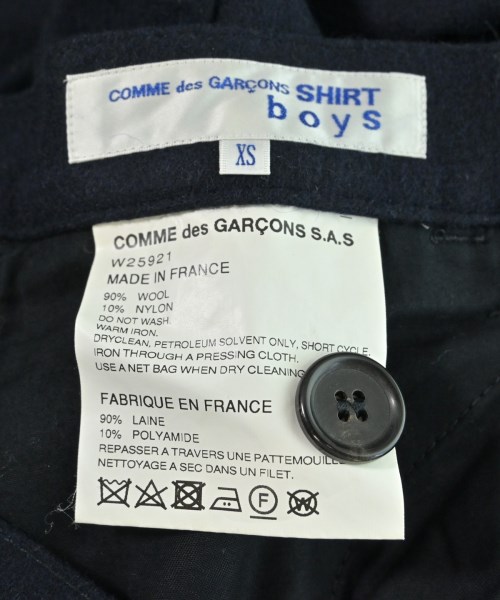 COMME des GARÇONS SHIRT
boys
XS
COMME des GARÇONS S.A.S
W25921
MADE IN FRANCE
90% WOOL
10% NYLON
DO NOT WASH.
WARM IRON.
DRYCLEAN, PETROLEUM SOLVENT ONLY, SHORT CYCLE.
IRON THROUGH A PRESSING CLOTH.
USE A NET BAG WHEN DRY CLEANING
FABRIQUE EN FRANCE
90% LAINE
10% POLYAMIDE
REPASSER A TRAVERS UNE PATTEMOUILLE
NETTOYAGE A SEC DANS UN FILET.
F W